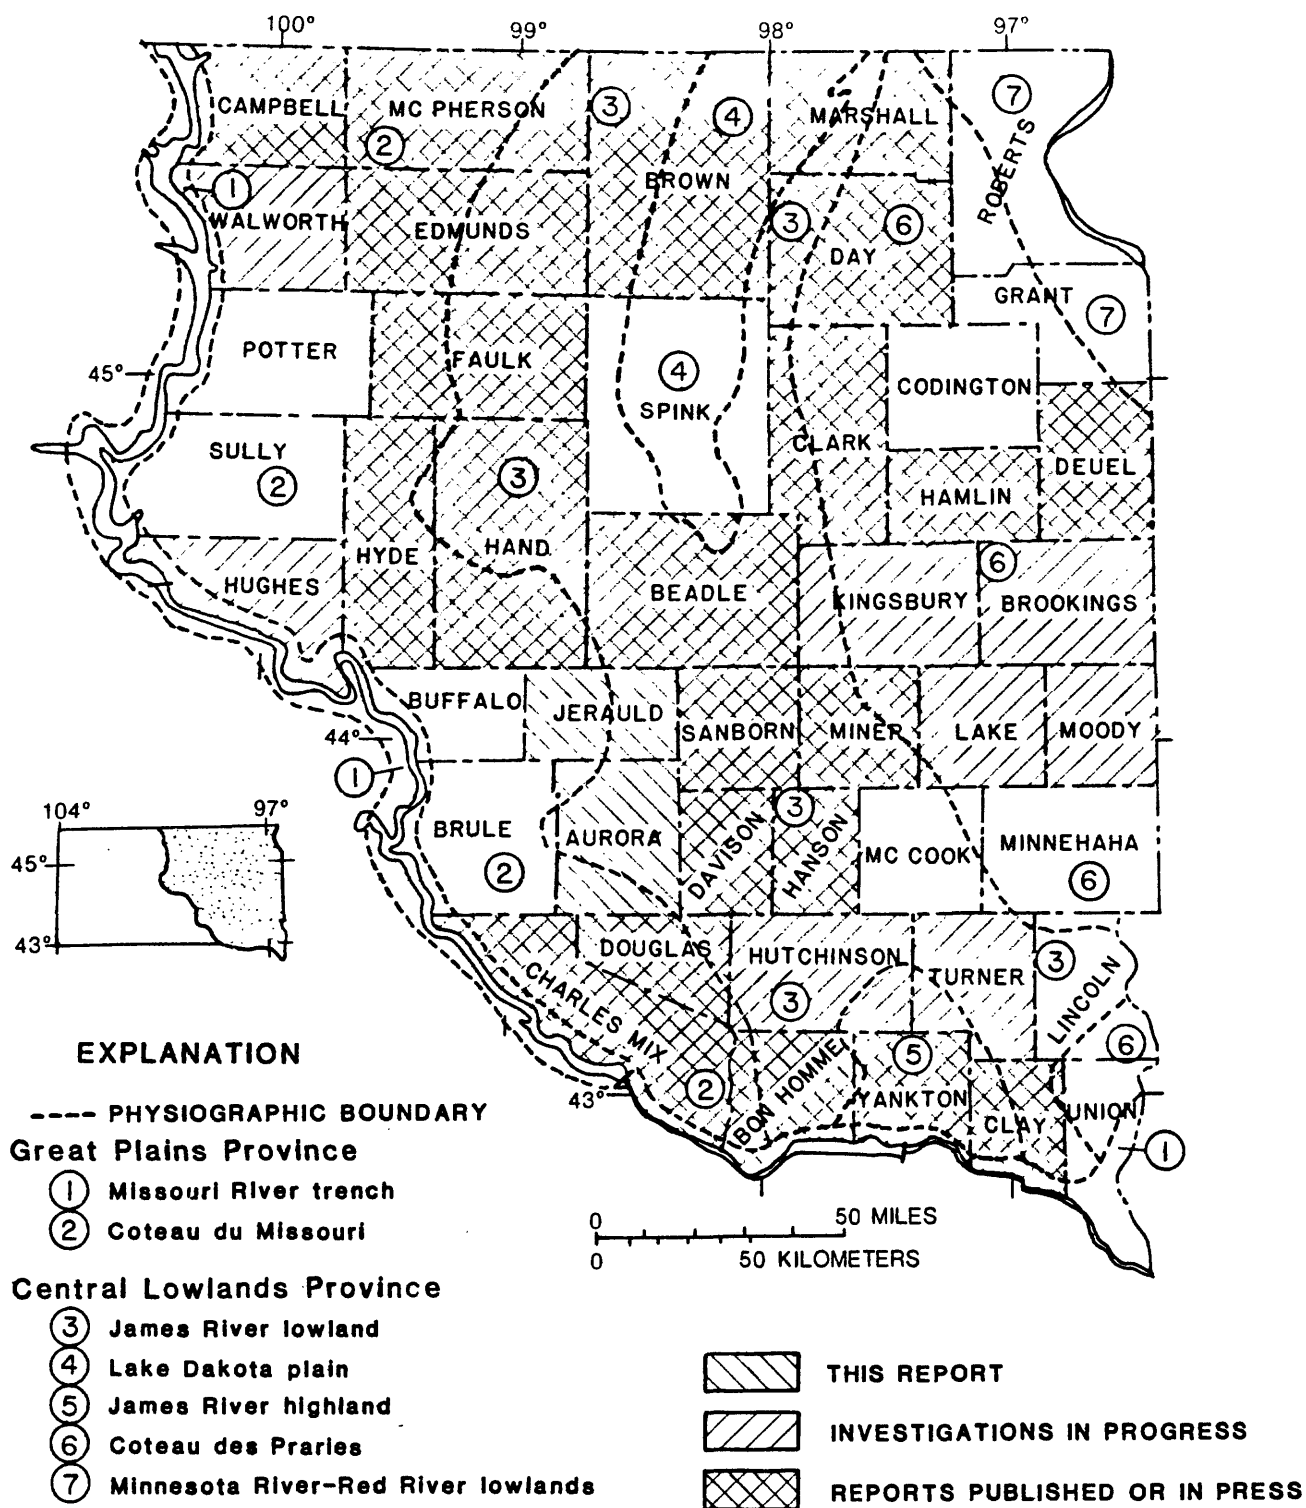 100° 99° 98° 97°
CAMPBELL
MC PHERSON
3
4
MARSHALL
7
2
1
BROWN
ROBERTS
WALWORTH
EDMUNDS
3
6
DAY
GRANT
7
POTTER
FAULK
4
SPINK
CODINGTON
45°
SULLY
2
3
CLARK
DEUEL
HAMLIN
HYDE
HAND
HUGHES
BEADLE
6
KINGSBURY
BROOKINGS
BUFFALO
JERAULD
SANBORN
MINER
LAKE
MOODY
44°
1
BRULE
2
AURORA
DAVISON
3
HANSON
MC COOK
MINNEHAHA
6
104° 97°
45°
43°
DOUGLAS
HUTCHINSON
3
TURNER
3
LINCOLN
6
CHARLES MIX
2
BON HOMME
5
YANKTON
CLAY
UNION
1
43°
EXPLANATION
PHYSIOGRAPHIC BOUNDARY
Great Plains Province
1 Missouri River trench
2 Coteau du Missouri
Central Lowlands Province
3 James River lowland
4 Lake Dakota plain
5 James River highland
6 Coteau des Praries
7 Minnesota River-Red River lowlands
0 50 MILES
0 50 KILOMETERS
THIS REPORT
INVESTIGATIONS IN PROGRESS
REPORTS PUBLISHED OR IN PRESS